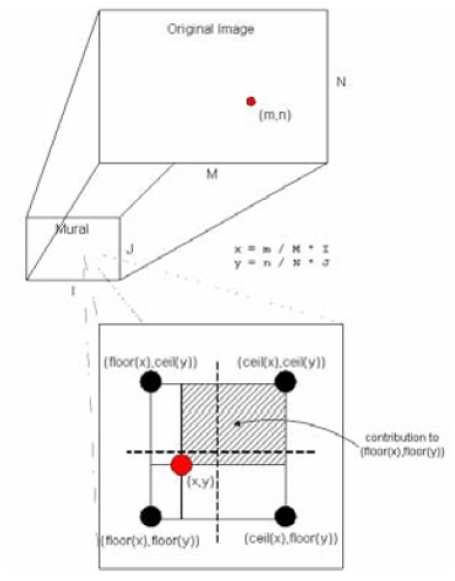 Original Image
N
(m,n)
M
Mural
J
I
x = m / M * I
y = n / N * J
(floor(x),ceil(y))
(ceil(x),ceil(y))
contribution to
(floor(x),floor(y))
(x,y)
(floor(x),floor(y))
(ceil(x),floor(y))